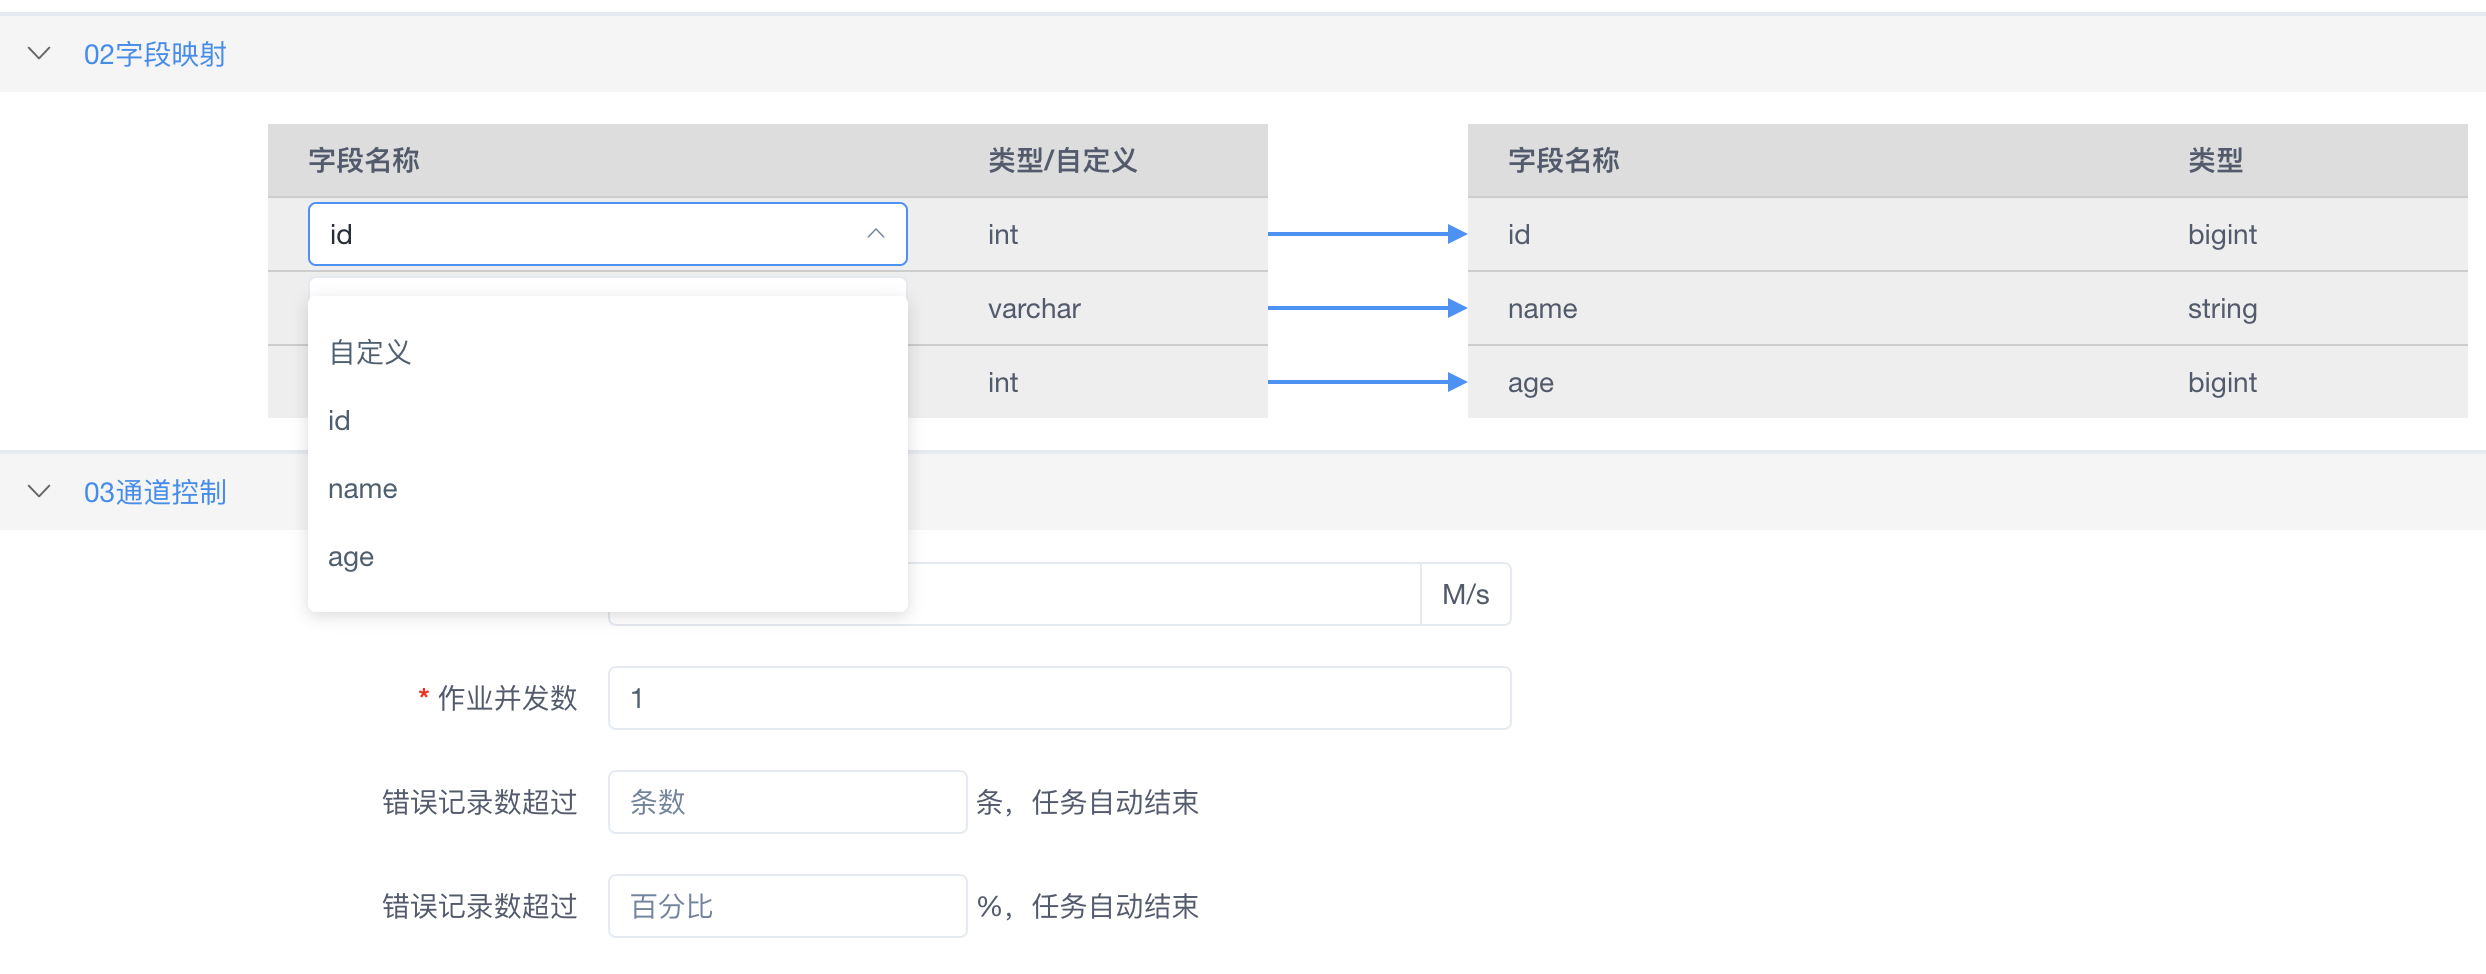 02字段映射
字段名称 类型/自定义 字段名称 类型
id int id bigint
varchar name string
自定义
int age bigint
id
03通道控制
name
age
M/s
* 作业并发数 1
错误记录数超过 条数 条，任务自动结束
错误记录数超过 百分比 %，任务自动结束